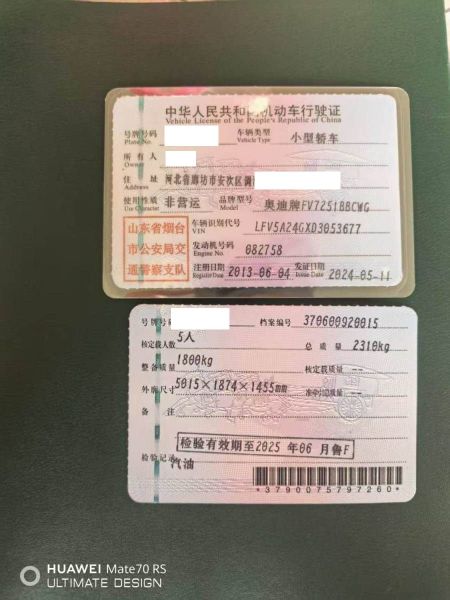 中华人民共和国机动车行驶证
Vehicle License of the People's Republic of China
号牌号码
Plate No.
车辆类型
Vehicle Type
小型轿车
所有人
Owner
住 址
Address
河北省廊坊市安次区
使用性质
Use Character
非营运
品牌型号
Model
奥迪牌FV7251BBCWG
山东省烟台
市公安局交
通警察支队
车辆识别代号
VIN
LFV5A24GXD3053677
发动机号码
Engine No.
082758
注册日期
Register Date
2013-06-04
发证日期
Issue Date
2024-05-11
号牌号码
档案编号
370600920015
核定载人数
5人
总 质 量
2310kg
整备质量
1800kg
核定载质量
--
外廓尺寸
5015×1874×1455mm
准牵引总质量
--
备 注
检验有效期至2025 年06 月鲁F
检验记录
汽油
*3790075797260*
HUAWEI Mate70 RS
ULTIMATE DESIGN